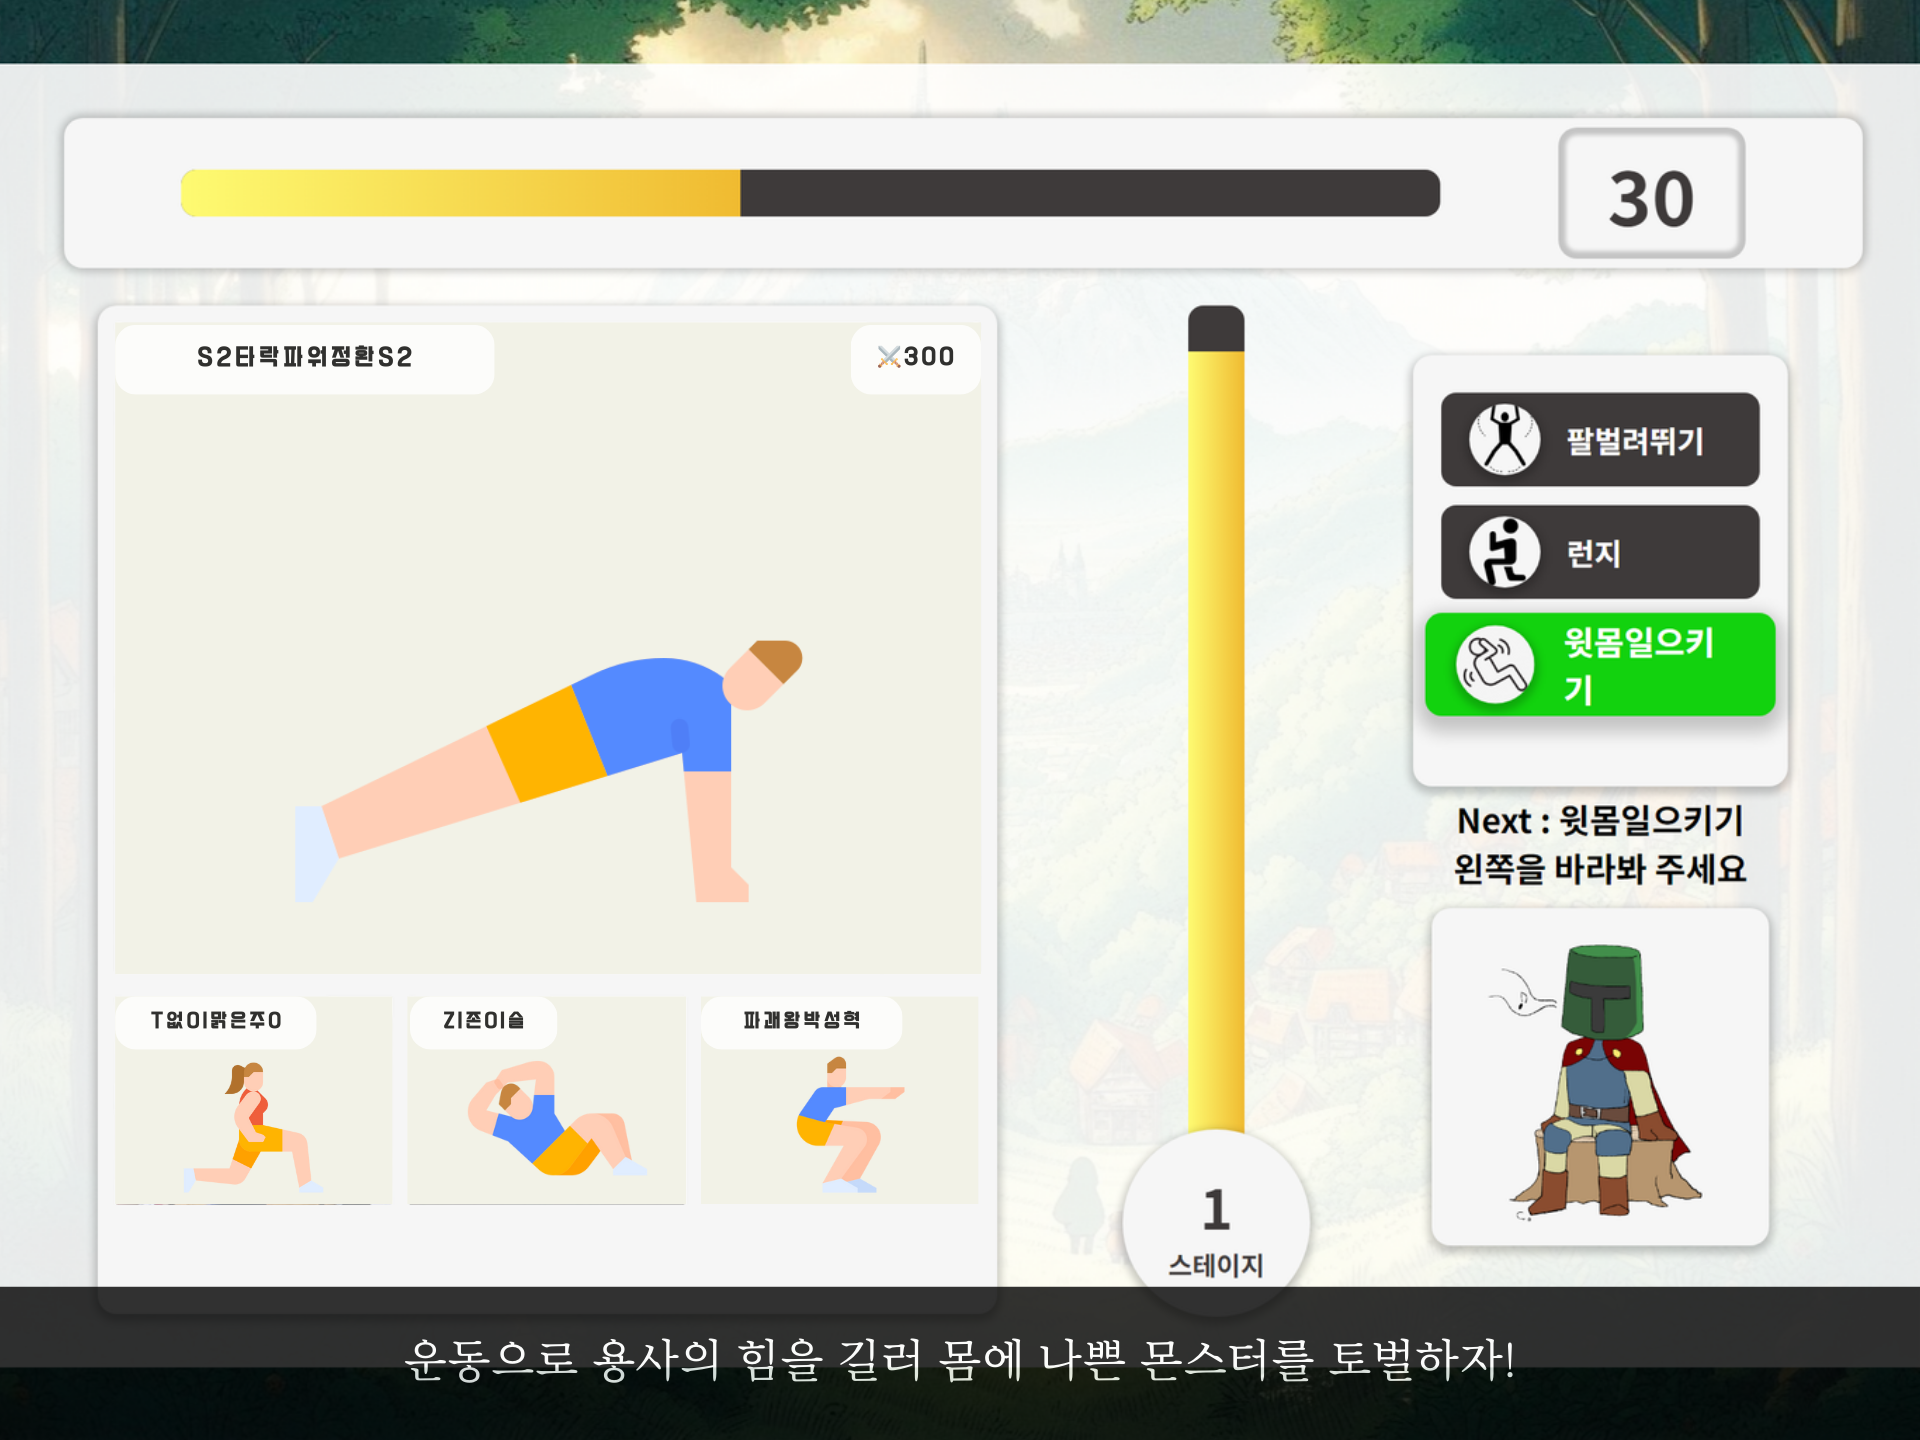 30
S2타락파워정환S2
300
팔벌려뛰기
런지
윗몸일으키
기
Next : 윗몸일으키기
왼쪽을 바라봐 주세요
T없이맑은주0
ZI존이슬
파괘왕박성혁
1
스테이지
운동으로 용사의 힘을 길러 몸에 나쁜 몬스터를 토벌하자!